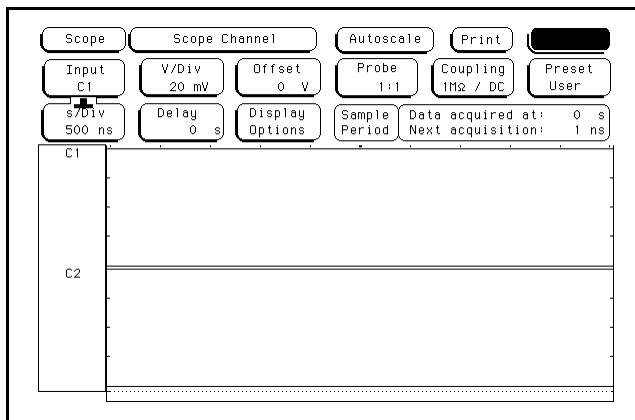 Scope Scope Channel Autoscale Print
Input V/Div Offset Probe Coupling Preset
C1 20 mV 0 V 1:1 1MΩ / DC User
s/Div Delay Display Sample Data acquired at: 0 s
500 ns 0 s Options Period Next acquisition: 1 ns
C1
C2